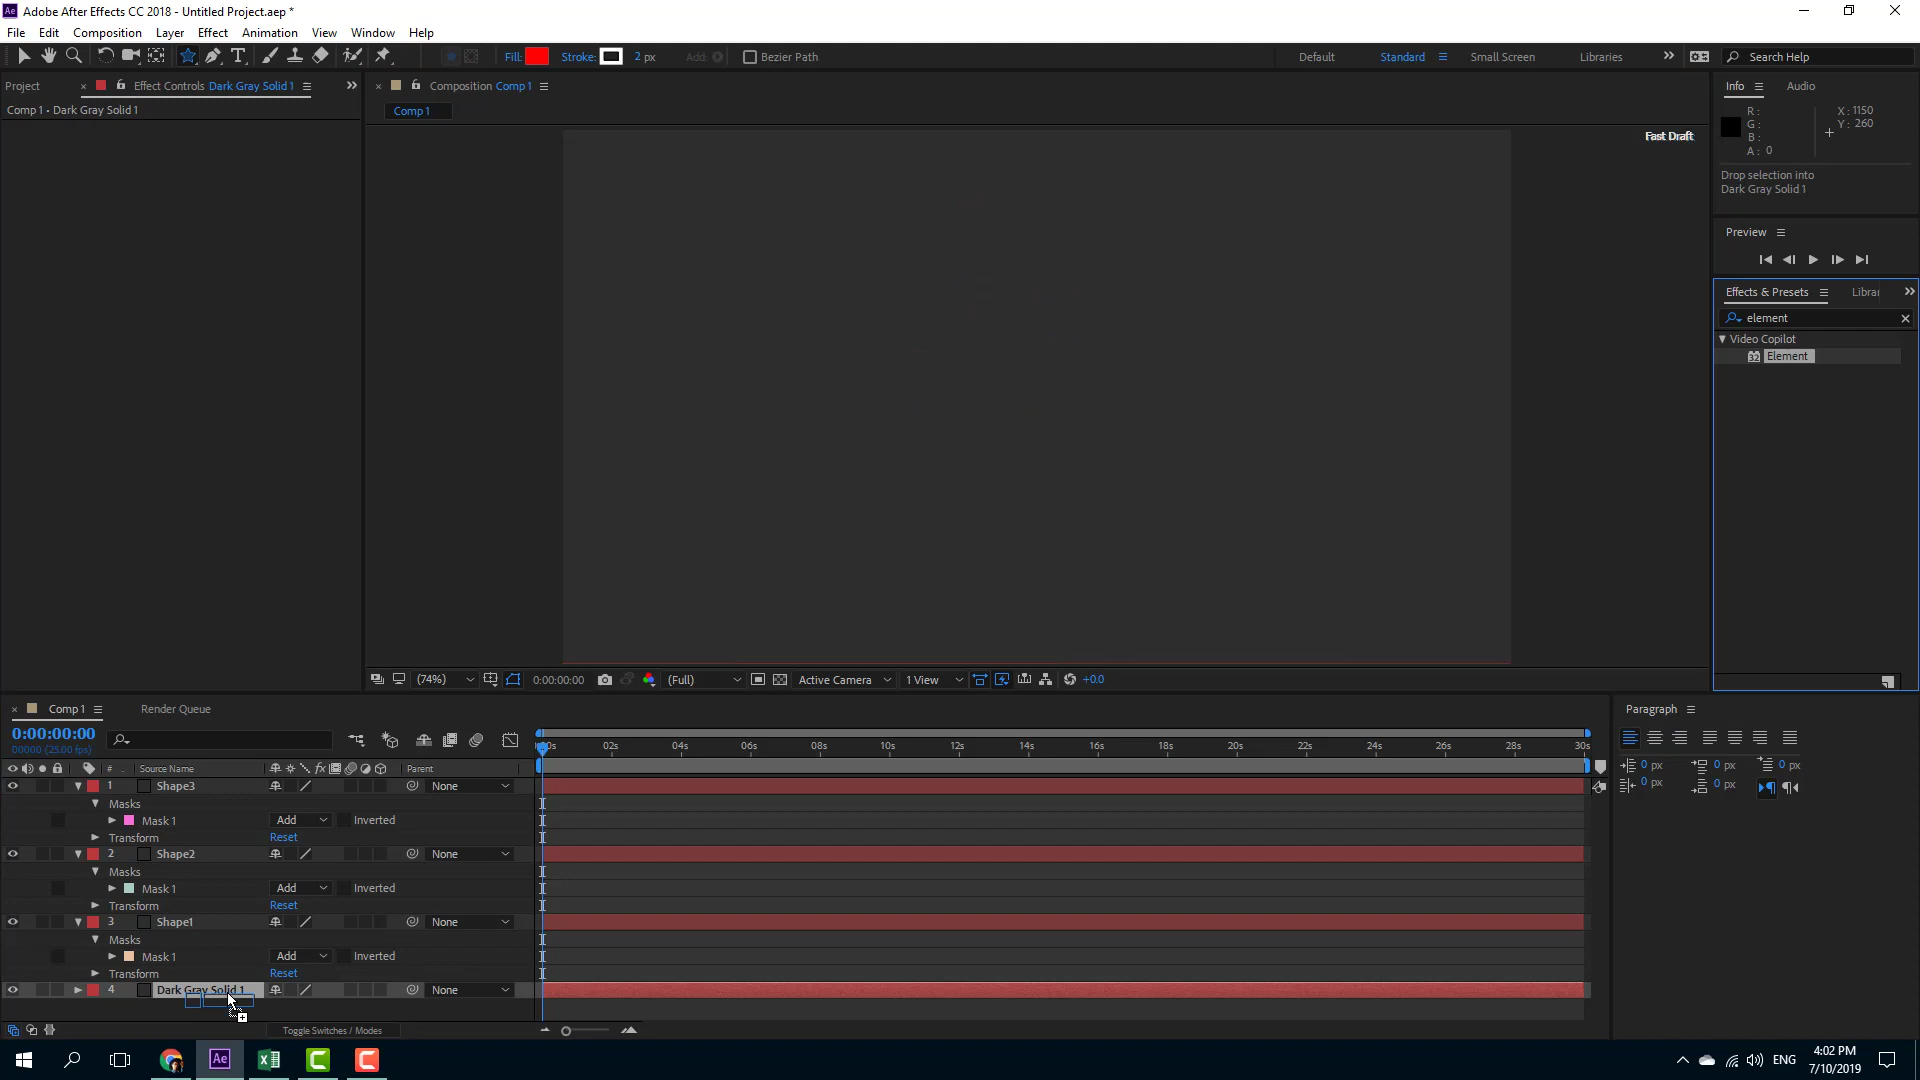 Adobe After Effects CC 2018 - Untitled Project.aep *
File Edit Composition Layer Effect Animation View Window Help
Fill: Stroke: 2 px Add: Bezier Path Default Standard Small Screen Libraries Search Help
Project Effect Controls Dark Gray Solid 1
Comp 1 • Dark Gray Solid 1
Composition Comp 1
Comp 1
Fast Draft
Info Audio
R: X: 1150
G: Y: 260
B:
A: 0
Drop selection into
Dark Gray Solid 1
Preview
Effects & Presets Librar
element
Video Copilot
32 Element
(74%) 0:00:00:00 (Full) Active Camera 1 View +0.0
Comp 1 Render Queue
0:00:00:00
00000 (25.00 fps)
02s 04s 06s 08s 10s 12s 14s 16s 18s 20s 22s 24s 26s 28s 30s
# Source Name fx Parent
1 Shape3 None
Masks
Mask 1 Add Inverted
Transform Reset
2 Shape2 None
Masks
Mask 1 Add Inverted
Transform Reset
3 Shape1 None
Masks
Mask 1 Add Inverted
Transform Reset
4 Dark Gray Solid 1 None
Toggle Switches / Modes
Paragraph
0 px 0 px 0 px
0 px 0 px
Ae
ENG
4:02 PM
7/10/2019